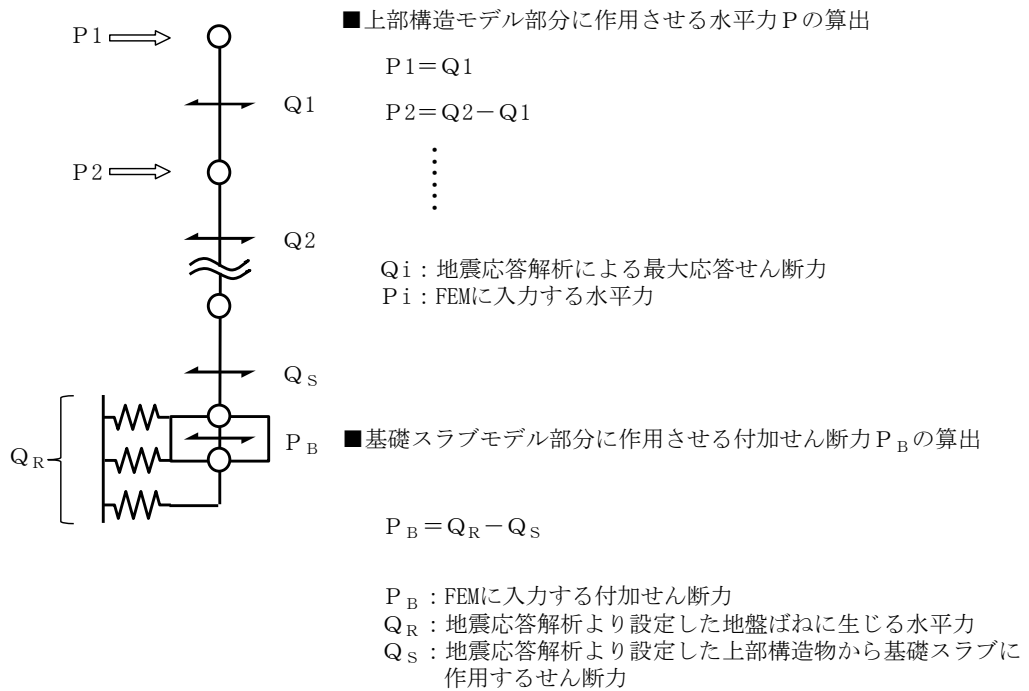 ■上部構造モデル部分に作用させる水平力Pの算出
P1
P1=Q1
Q1
P2=Q2-Q1
P2
Q2
Qi:地震応答解析による最大応答せん断力
Pi:FEMに入力する水平力
QS
QR
PB
■基礎スラブモデル部分に作用させる付加せん断力PBの算出
PB=QR-QS
PB:FEMに入力する付加せん断力
QR:地震応答解析より設定した地盤ばねに生じる水平力
QS:地震応答解析より設定した上部構造物から基礎スラブに
作用するせん断力